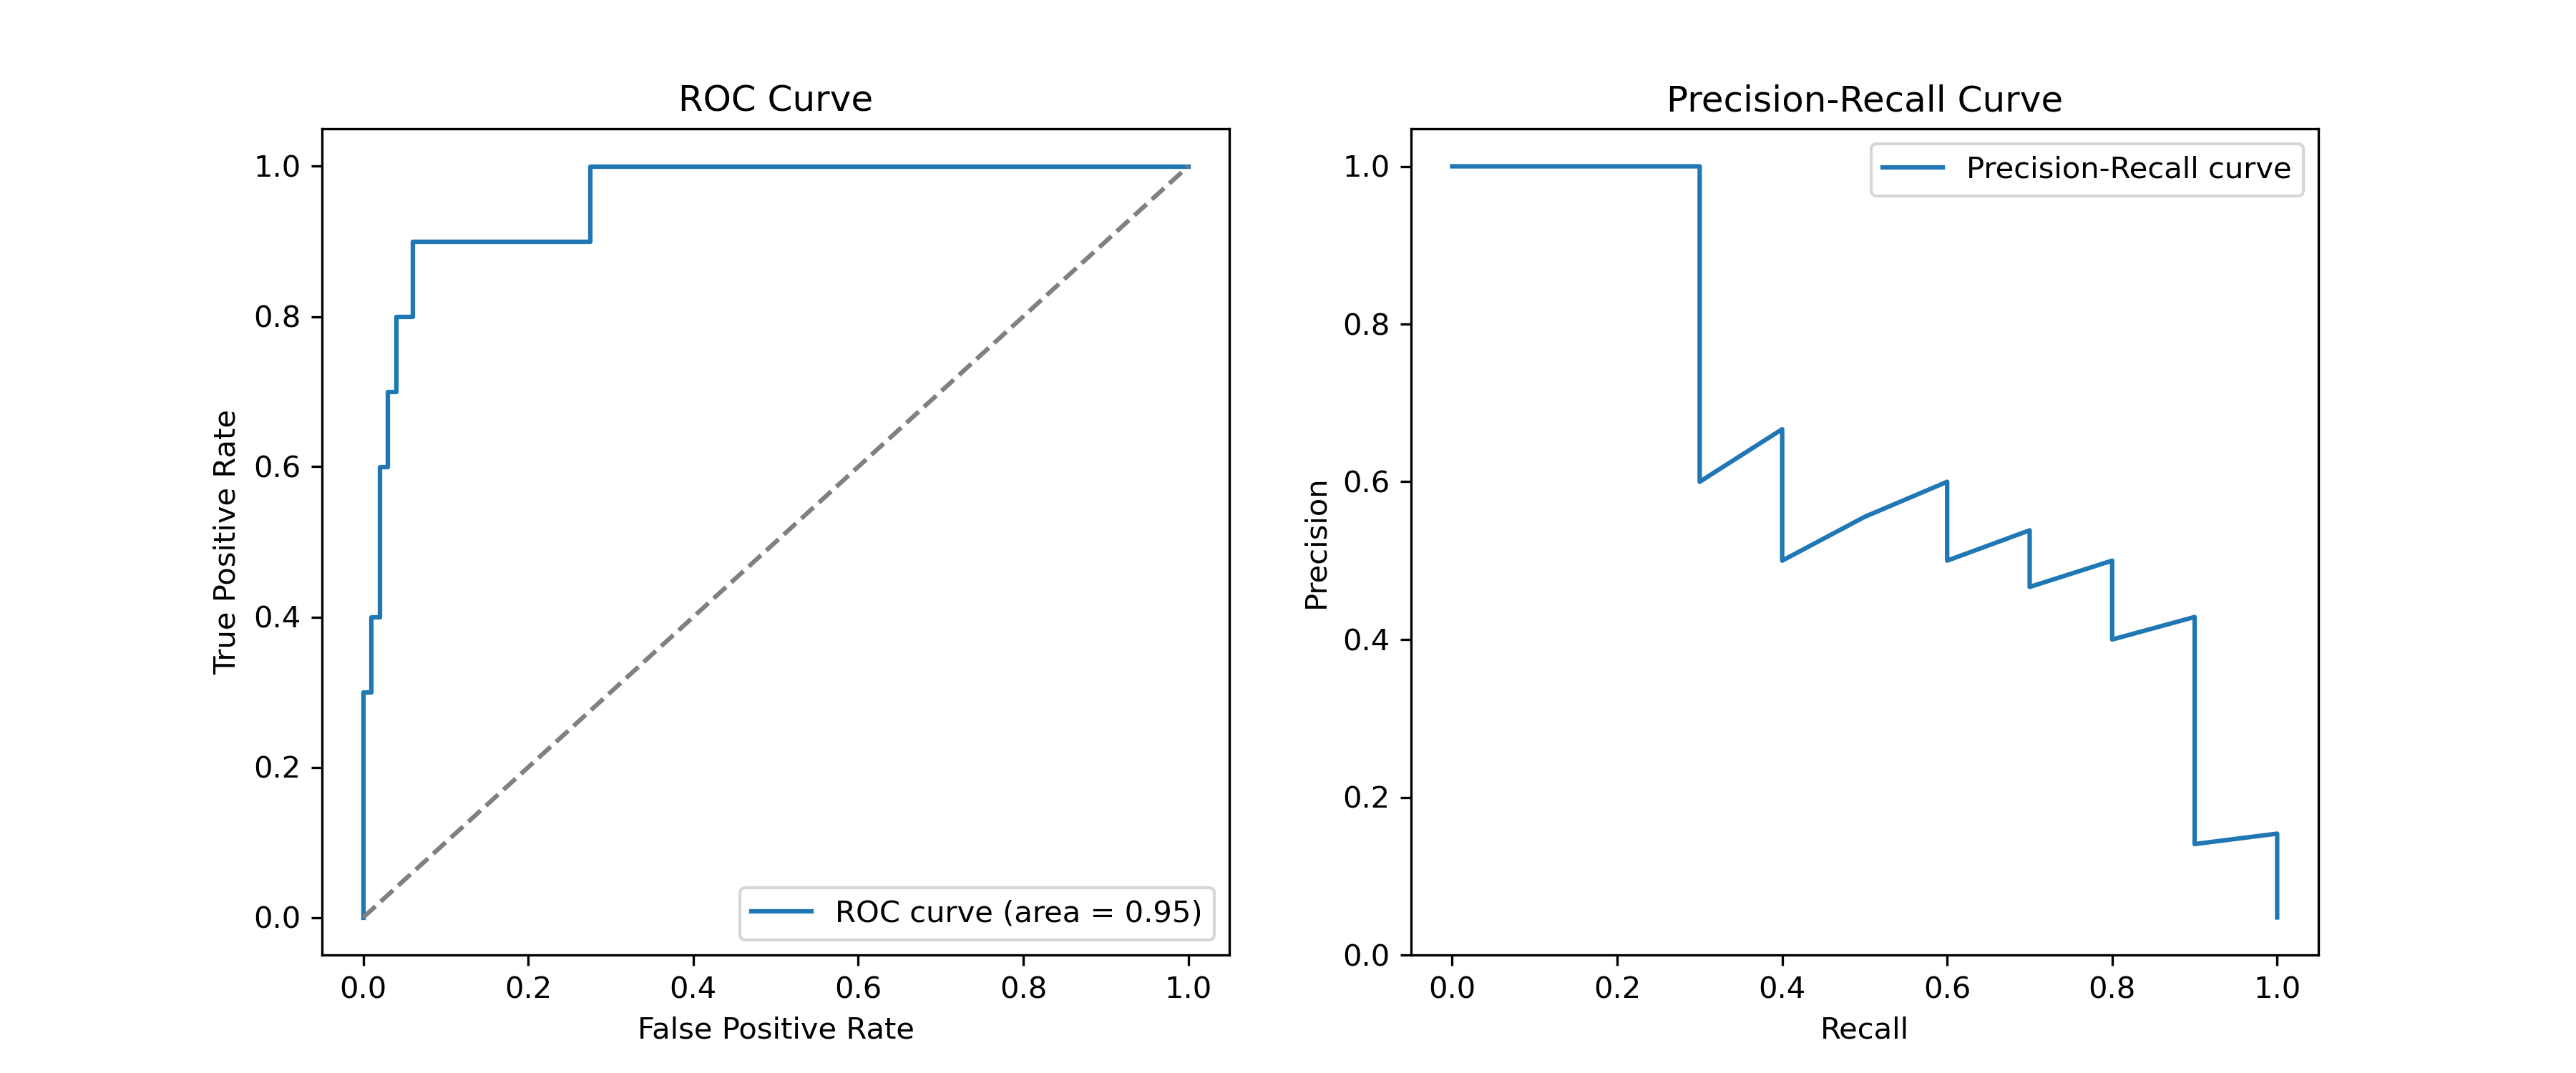 ROC Curve
1.0
0.8
0.6
0.4
0.2
0.0
True Positive Rate
ROC curve (area = 0.95)
0.0 0.2 0.4 0.6 0.8 1.0
False Positive Rate
Precision-Recall Curve
Precision-Recall curve
1.0
0.8
0.6
0.4
0.2
0.0
Precision
0.0 0.2 0.4 0.6 0.8 1.0
Recall